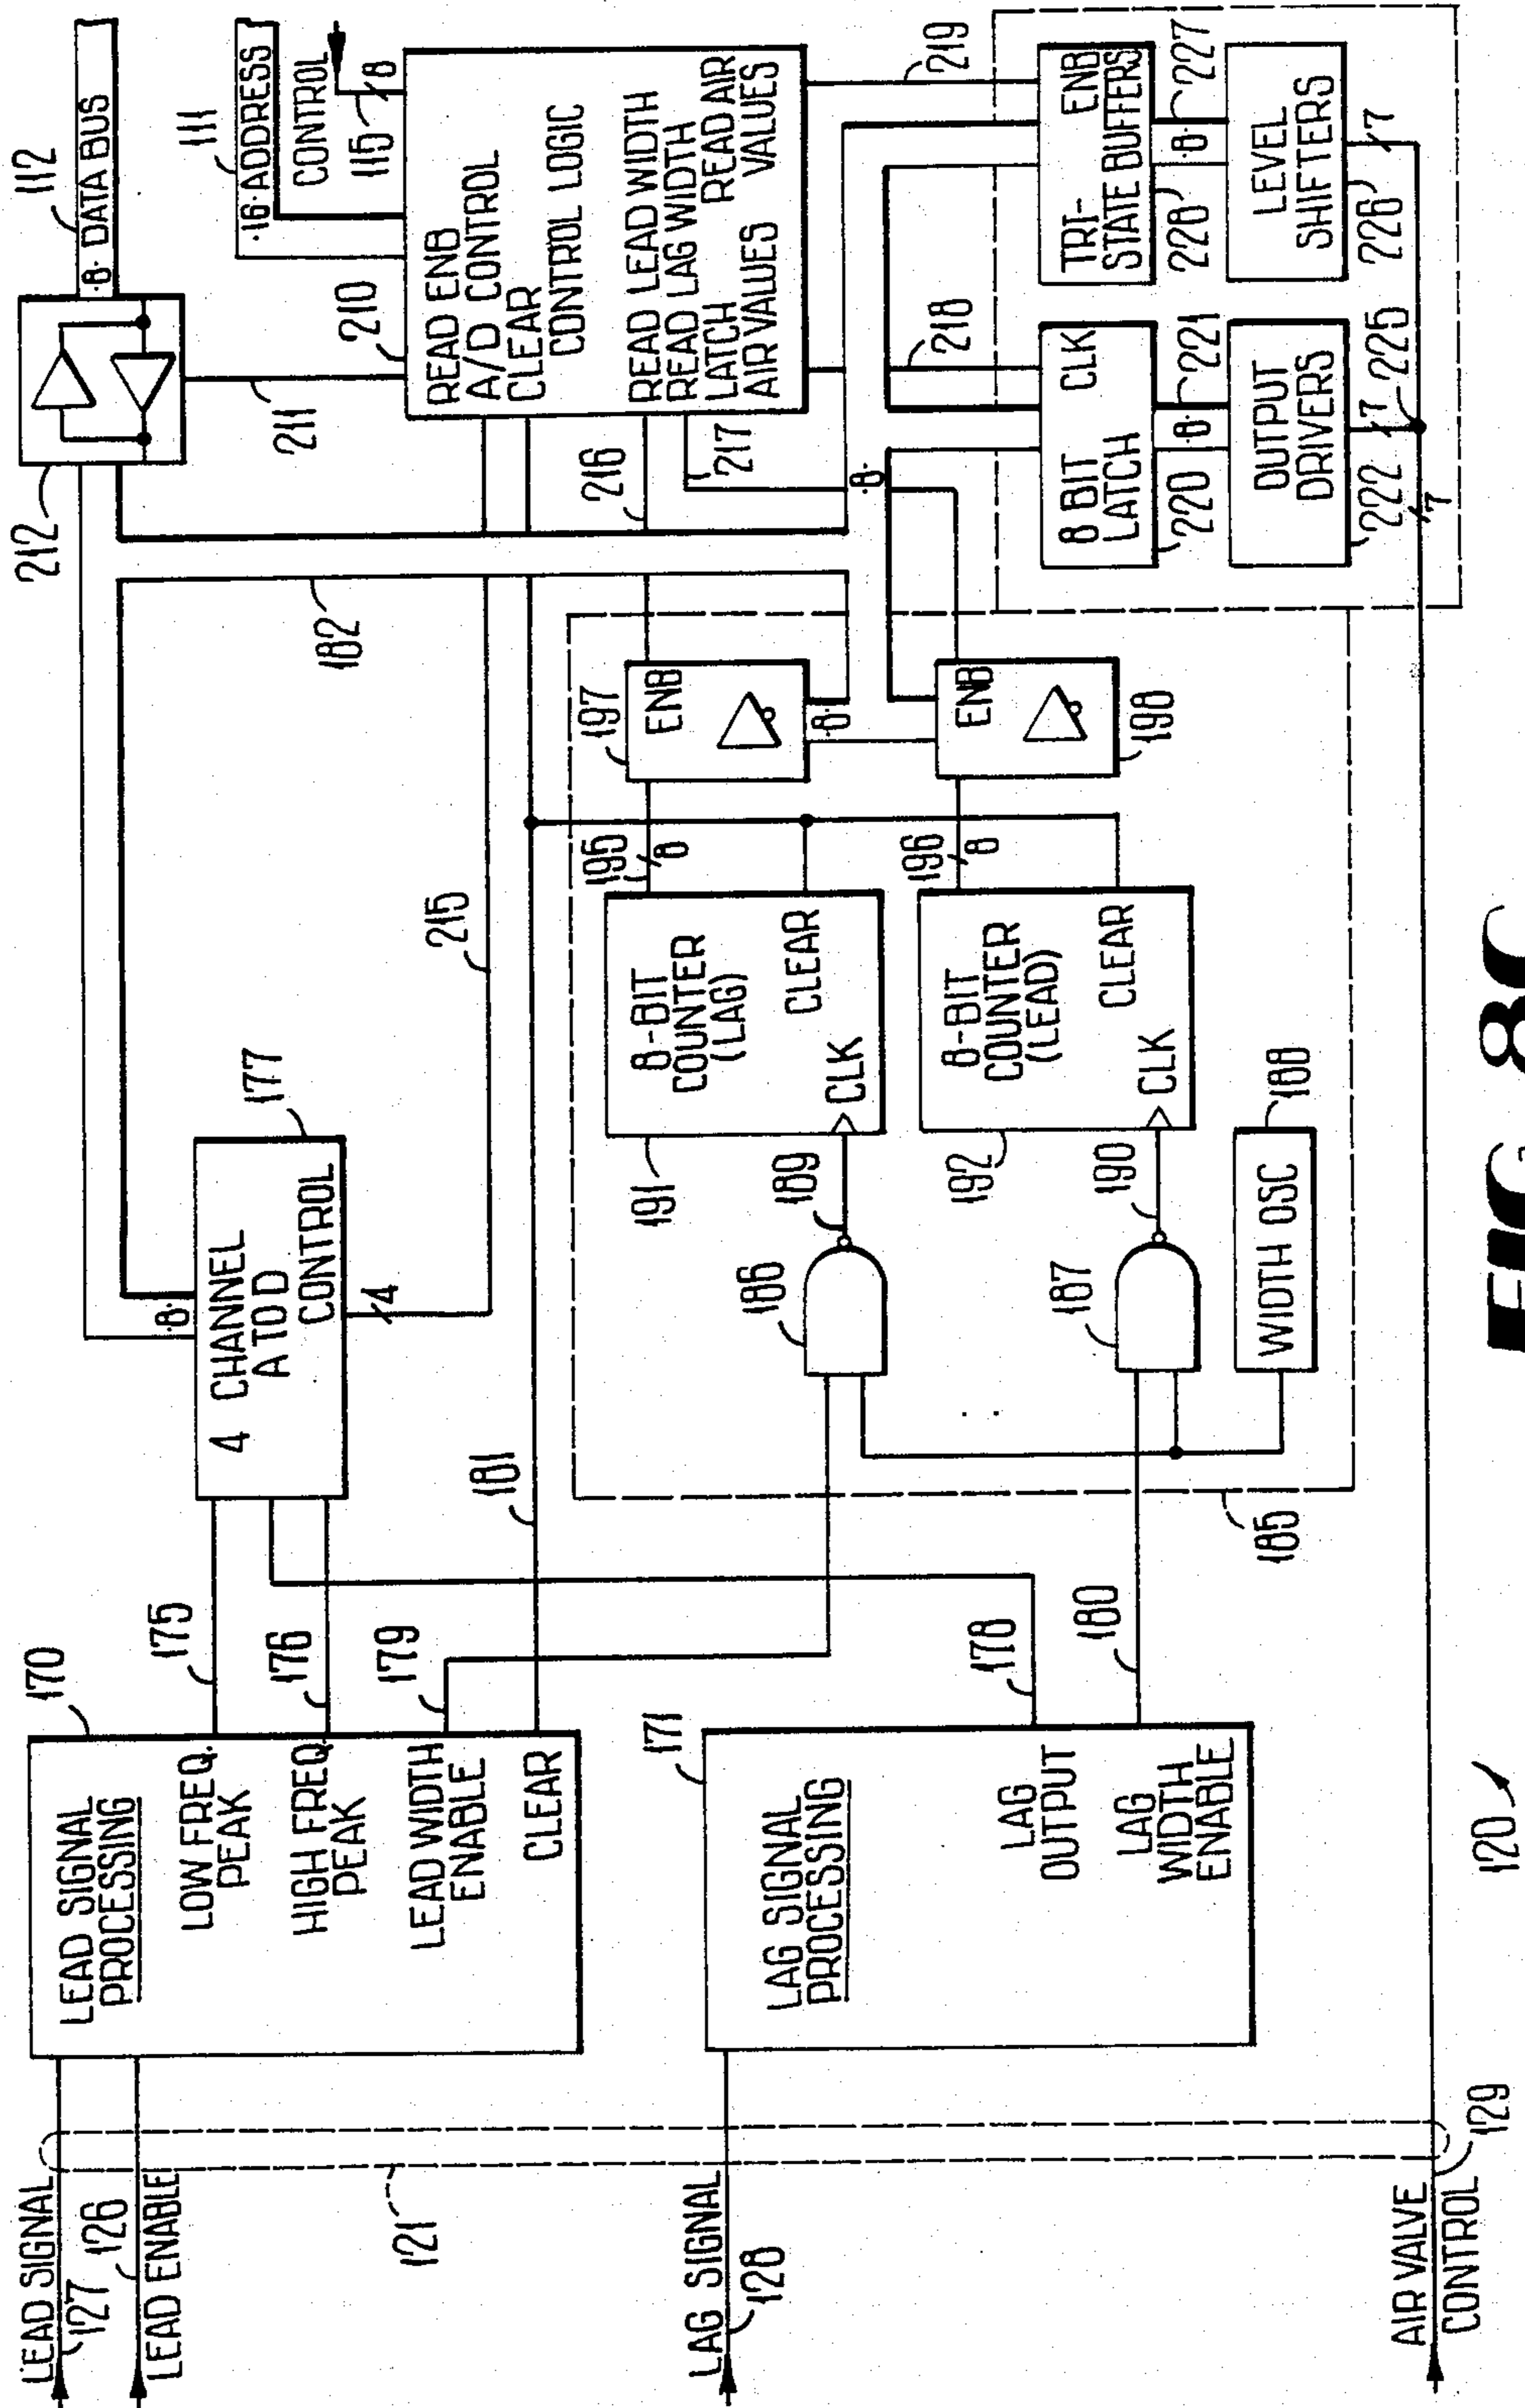 LEAD SIGNAL
127
126
LEAD ENABLE
121
LAG SIGNAL
128
AIR VALVE
CONTROL
129
120
170
LEAD SIGNAL
PROCESSING
LOW FREQ.
PEAK
HIGH FREQ.
PEAK
LEAD WIDTH
ENABLE
CLEAR
171
LAG SIGNAL
PROCESSING
LAG
OUTPUT
LAG
WIDTH
ENABLE
175
176
179
181
178
180
177
4 CHANNEL
A TO D
CONTROL
8
4
215
182
185
186
187
189
190
188
WIDTH OSC
191
8-BIT
COUNTER
(LAG)
CLEAR
CLK
192
8-BIT
COUNTER
(LEAD)
CLEAR
CLK
195
8
196
8
197
ENB
8
198
ENB
212
112
8 DATA BUS
211
111
16 ADDRESS
CONTROL
115
8
210
READ ENB
A/D CONTROL
CLEAR
CONTROL LOGIC
READ LEAD WIDTH
READ LAG WIDTH
LATCH
AIR VALUES
READ AIR
VALUES
216
217
8
218
219
8 BIT
LATCH
CLK
220
8
221
OUTPUT
DRIVERS
222
7
225
7
TRI-
STATE BUFFERS
ENB
228
8
227
LEVEL
SHIFTERS
226
7
FIG 8C